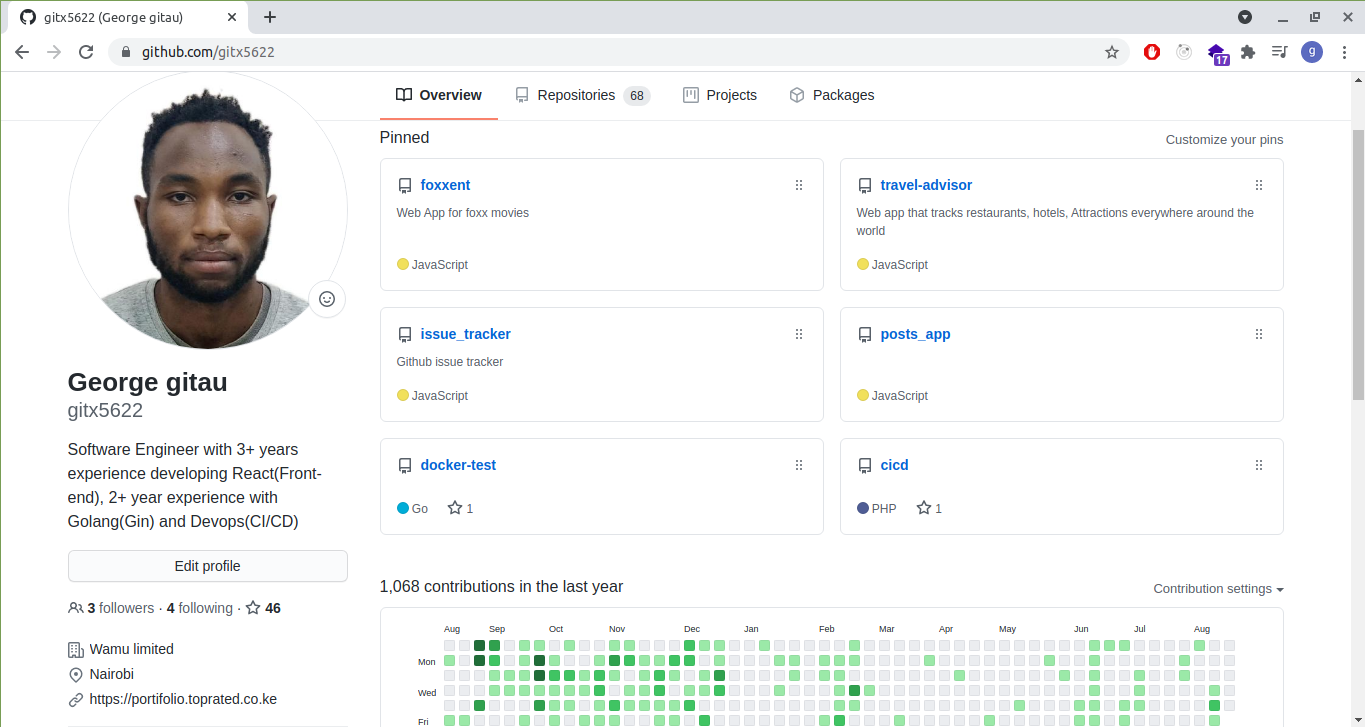 gitx5622 (George gitau)
github.com/gitx5622
17
g
Overview
Repositories 68
Projects
Packages
Pinned
Customize your pins
foxxent
Web App for foxx movies
JavaScript
travel-advisor
Web app that tracks restaurants, hotels, Attractions everywhere around the
world
JavaScript
issue_tracker
Github issue tracker
JavaScript
posts_app
JavaScript
docker-test
Go 1
cicd
PHP 1
George gitau
gitx5622
Software Engineer with 3+ years
experience developing React(Front-
end), 2+ year experience with
Golang(Gin) and Devops(CI/CD)
Edit profile
3 followers · 4 following · 46
Wamu limited
Nairobi
https://portifolio.toprated.co.ke
1,068 contributions in the last year
Contribution settings
Aug Sep Oct Nov Dec Jan Feb Mar Apr May Jun Jul Aug
Mon
Wed
Fri